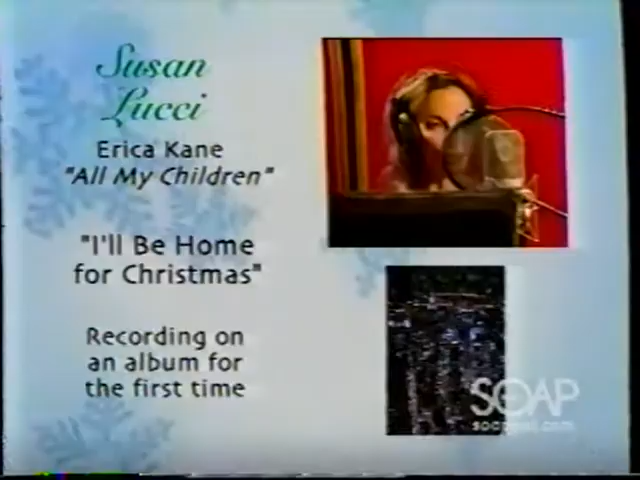 Susan
Lucci
Erica Kane
"All My Children"
"I'll Be Home
for Christmas"
Recording on
an album for
the first time
SOAP